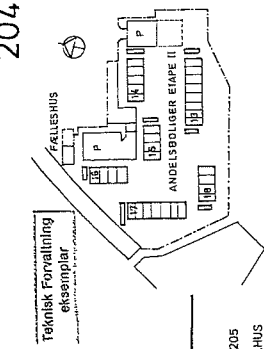 204
FÆLLESHUS
P
P
14
15
16
13
ANDELSBOLIGER ETAPE II
17
18
Teknisk Forvaltning
eksemplar
205
HUS